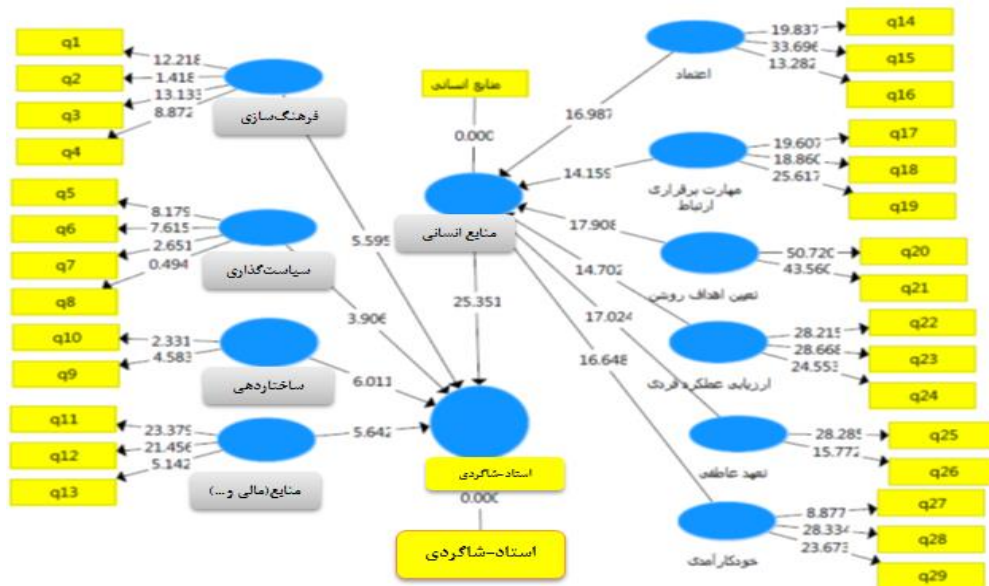 q1
q2
q3
q4
12.218
1.418
13.133
8.872
فرهنگ‌سازی
5.595
q5
q6
q7
q8
8.179
7.615
2.651
0.494
سیاست‌گذاری
3.906
q10
q9
2.331
4.583
ساختاردهی
6.011
q11
q12
q13
23.379
21.456
5.142
منابع(مالی و...)
5.642
منابع انسانی
0.000
منابع انسانی
25.351
استاد-شاگردی
0.000
استاد-شاگردی
16.987
اعتماد
19.837
33.696
13.282
q14
q15
q16
14.159
مهارت برقراری
ارتباط
19.607
18.860
25.617
q17
q18
q19
17.908
تعیین اهداف روشن
50.720
43.560
q20
q21
14.702
ارزیابی عملکرد فردی
28.215
28.668
24.553
q22
q23
q24
17.024
تعهد عاطفی
28.285
15.772
q25
q26
16.648
خودکارآمدی
8.877
28.334
23.673
q27
q28
q29